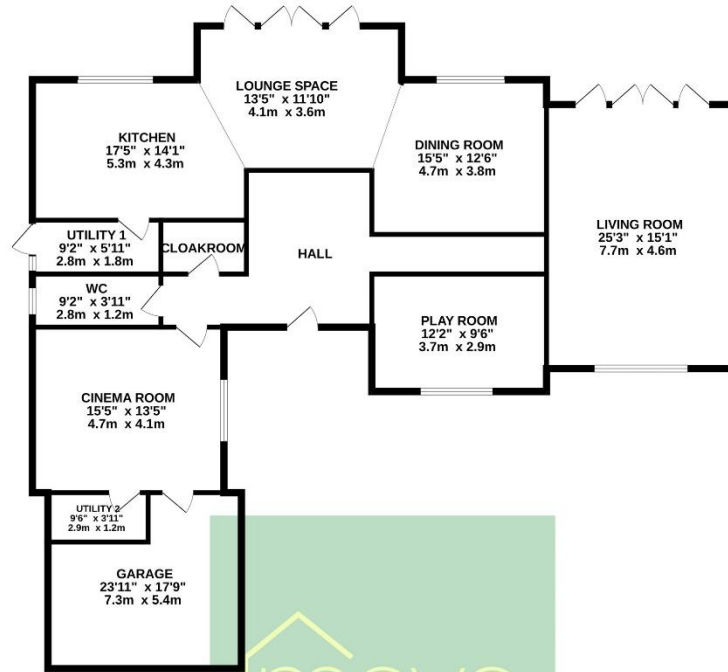 LOUNGE SPACE
13'5" x 11'10"
4.1m x 3.6m
KITCHEN
17'5" x 14'1"
5.3m x 4.3m
DINING ROOM
15'5" x 12'6"
4.7m x 3.8m
LIVING ROOM
25'3" x 15'1"
7.7m x 4.6m
UTILITY 1
9'2" x 5'11"
2.8m x 1.8m
CLOAKROOM
HALL
WC
9'2" x 3'11"
2.8m x 1.2m
PLAY ROOM
12'2" x 9'6"
3.7m x 2.9m
CINEMA ROOM
15'5" x 13'5"
4.7m x 4.1m
UTILITY 2
9'6" x 3'11"
2.9m x 1.2m
GARAGE
23'11" x 17'9"
7.3m x 5.4m